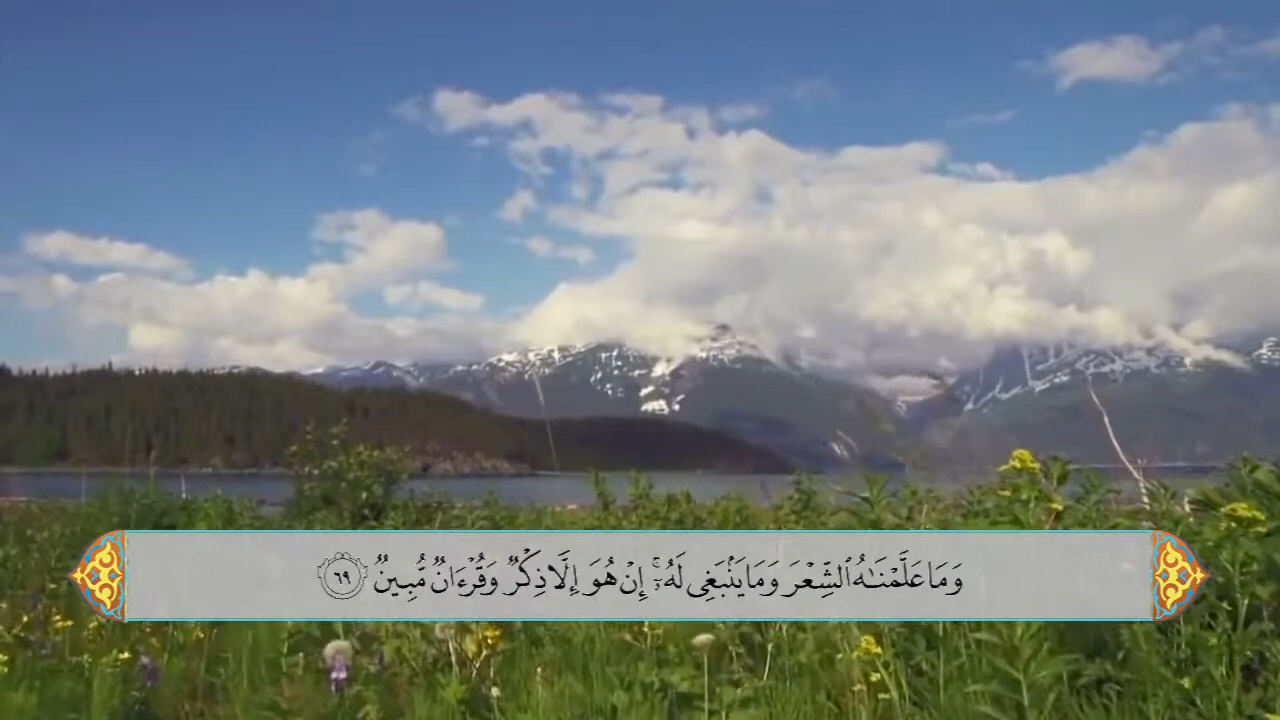 وَمَا عَلَّمْنَـٰهُ ٱلشِّعْرَ وَمَا يَنۢبَغِى لَهُۥٓ ۚ إِنْ هُوَ إِلَّا ذِكْرٌ وَقُرْءَانٌ مُّبِينٌ ٦٩